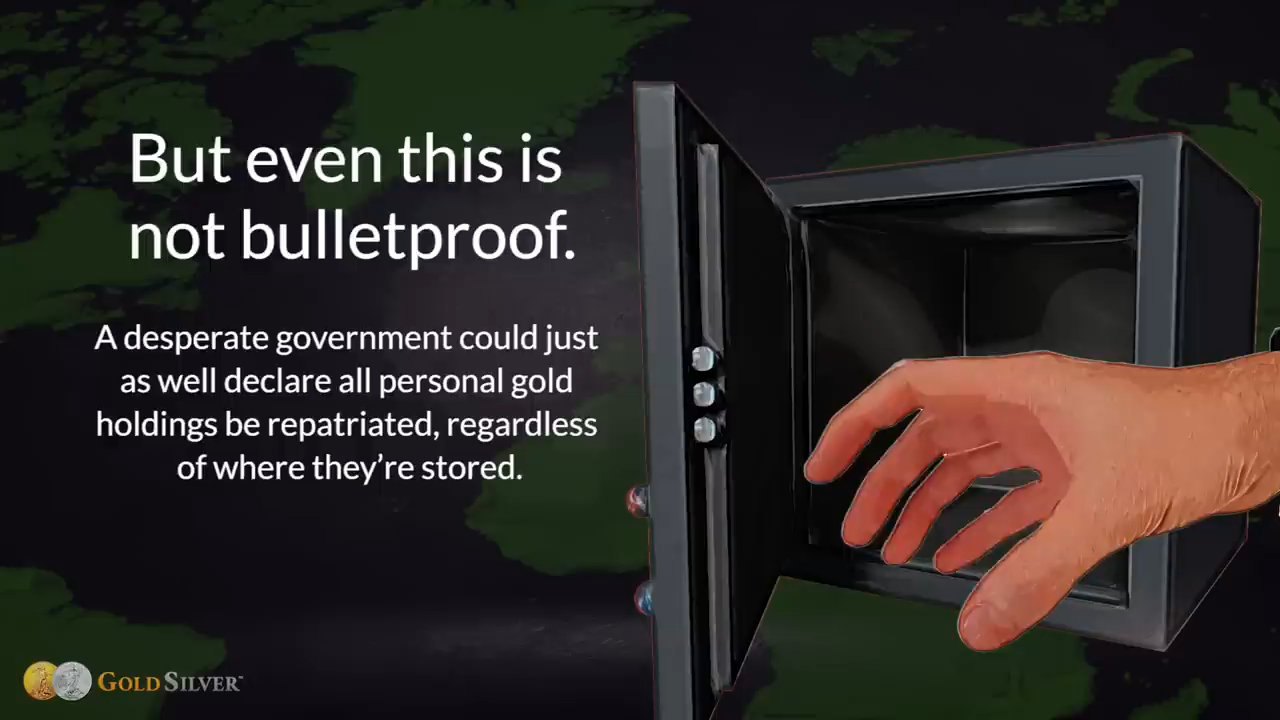 But even this is
not bulletproof.
A desperate government could just
as well declare all personal gold
holdings be repatriated, regardless
of where they’re stored.
GOLDSILVER™